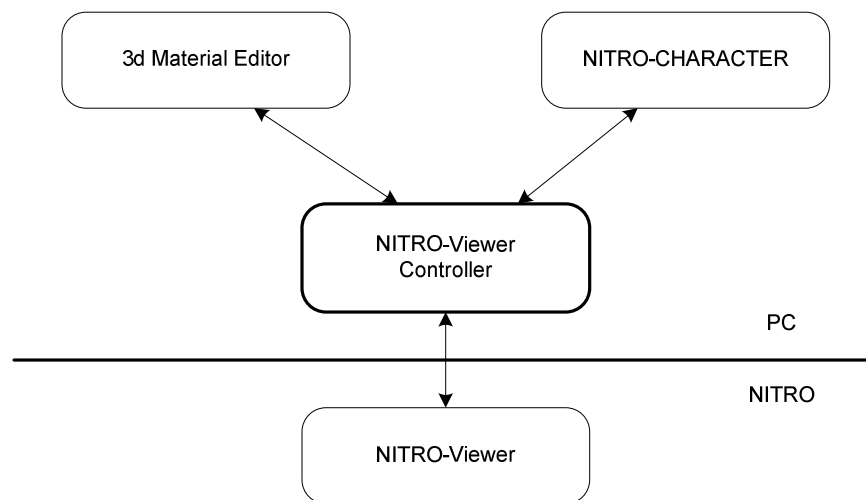 3d Material Editor
NITRO-CHARACTER
NITRO-Viewer
Controller
PC
NITRO
NITRO-Viewer